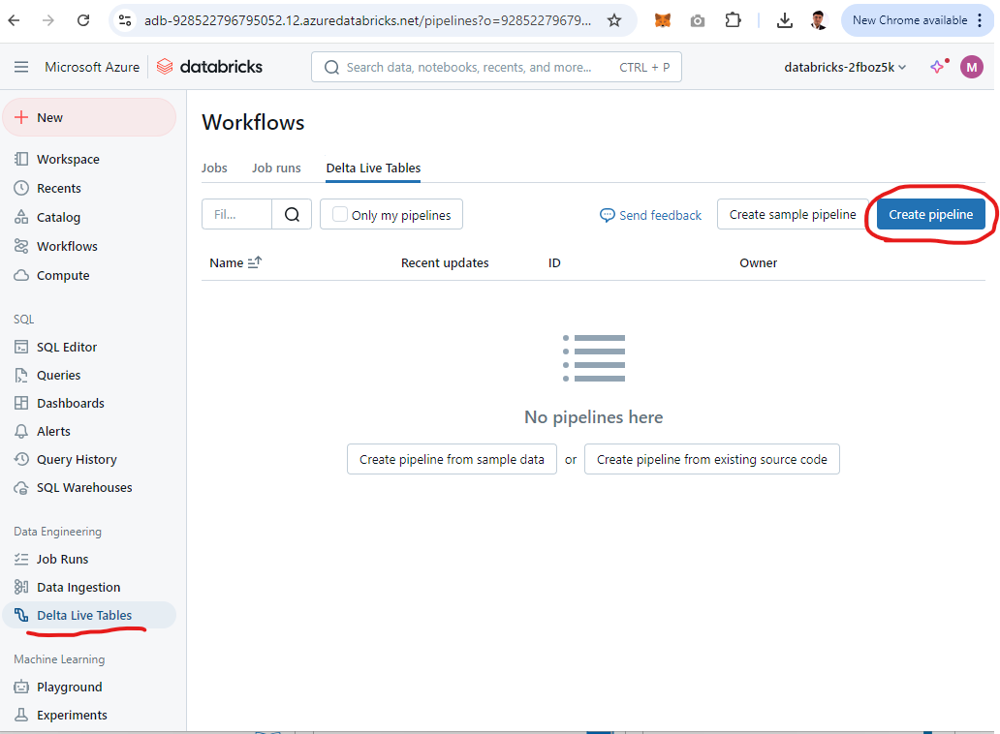 adb-928522796795052.12.azuredatabricks.net/pipelines?o=92852279679...
New Chrome available
Microsoft Azure
databricks
Search data, notebooks, recents, and more...
CTRL + P
databricks-2fboz5k
M
New
Workspace
Recents
Catalog
Workflows
Compute
SQL
SQL Editor
Queries
Dashboards
Alerts
Query History
SQL Warehouses
Data Engineering
Job Runs
Data Ingestion
Delta Live Tables
Machine Learning
Playground
Experiments
Workflows
Jobs
Job runs
Delta Live Tables
Fil...
Only my pipelines
Send feedback
Create sample pipeline
Create pipeline
Name
Recent updates
ID
Owner
No pipelines here
Create pipeline from sample data
or
Create pipeline from existing source code